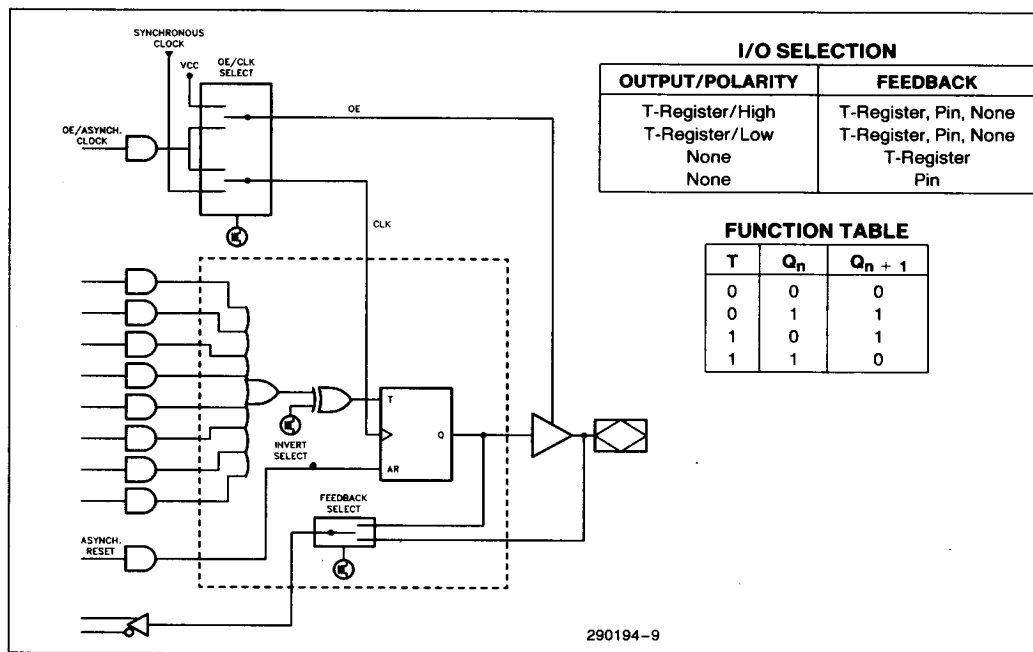 SYNCHRONOUS
CLOCK
VCC
OE/CLK
SELECT
OE
OE/ASYNCH.
CLOCK
CLK
T
Q
AR
INVERT
SELECT
FEEDBACK
SELECT
ASYNCH.
RESET
I/O SELECTION
OUTPUT/POLARITY FEEDBACK
T-Register/High T-Register, Pin, None
T-Register/Low T-Register, Pin, None
None T-Register
None Pin
FUNCTION TABLE
T Qn Qn + 1
0 0 0
0 1 1
1 0 1
1 1 0
290194-9